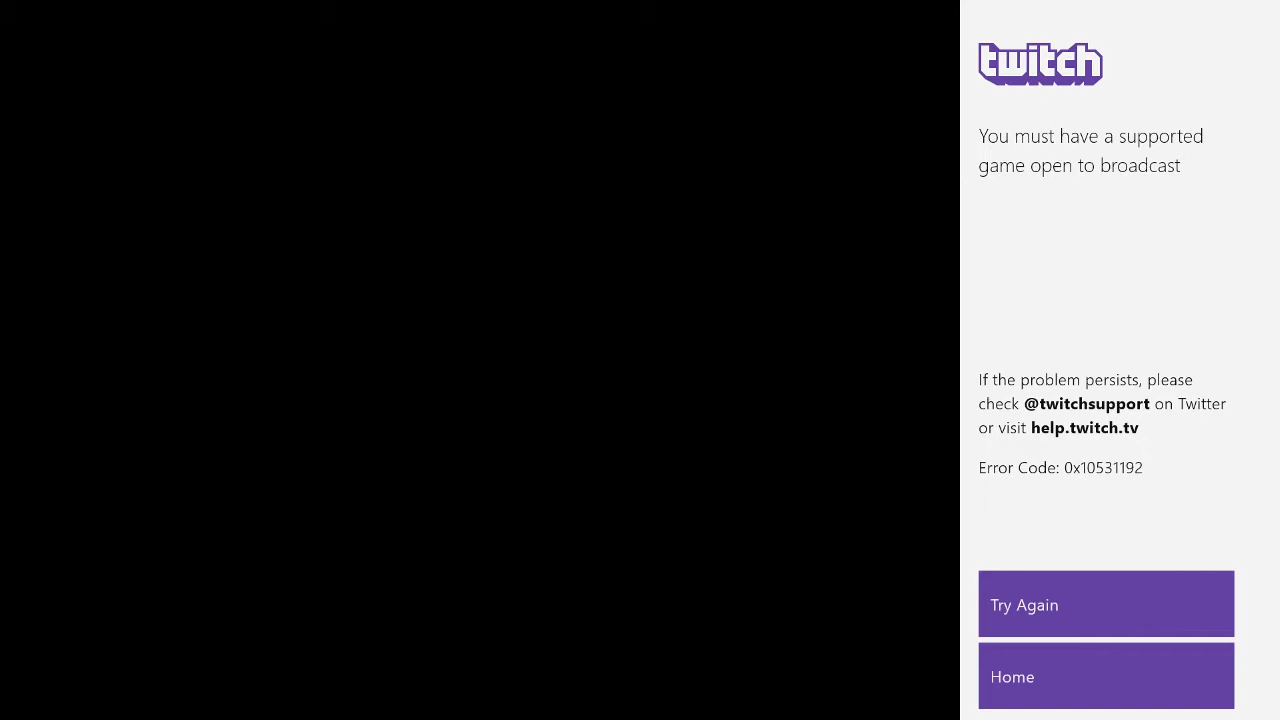 twitch
You must have a supported
game open to broadcast
If the problem persists, please
check @twitchsupport on Twitter
or visit help.twitch.tv
Error Code: 0x10531192
Try Again
Home